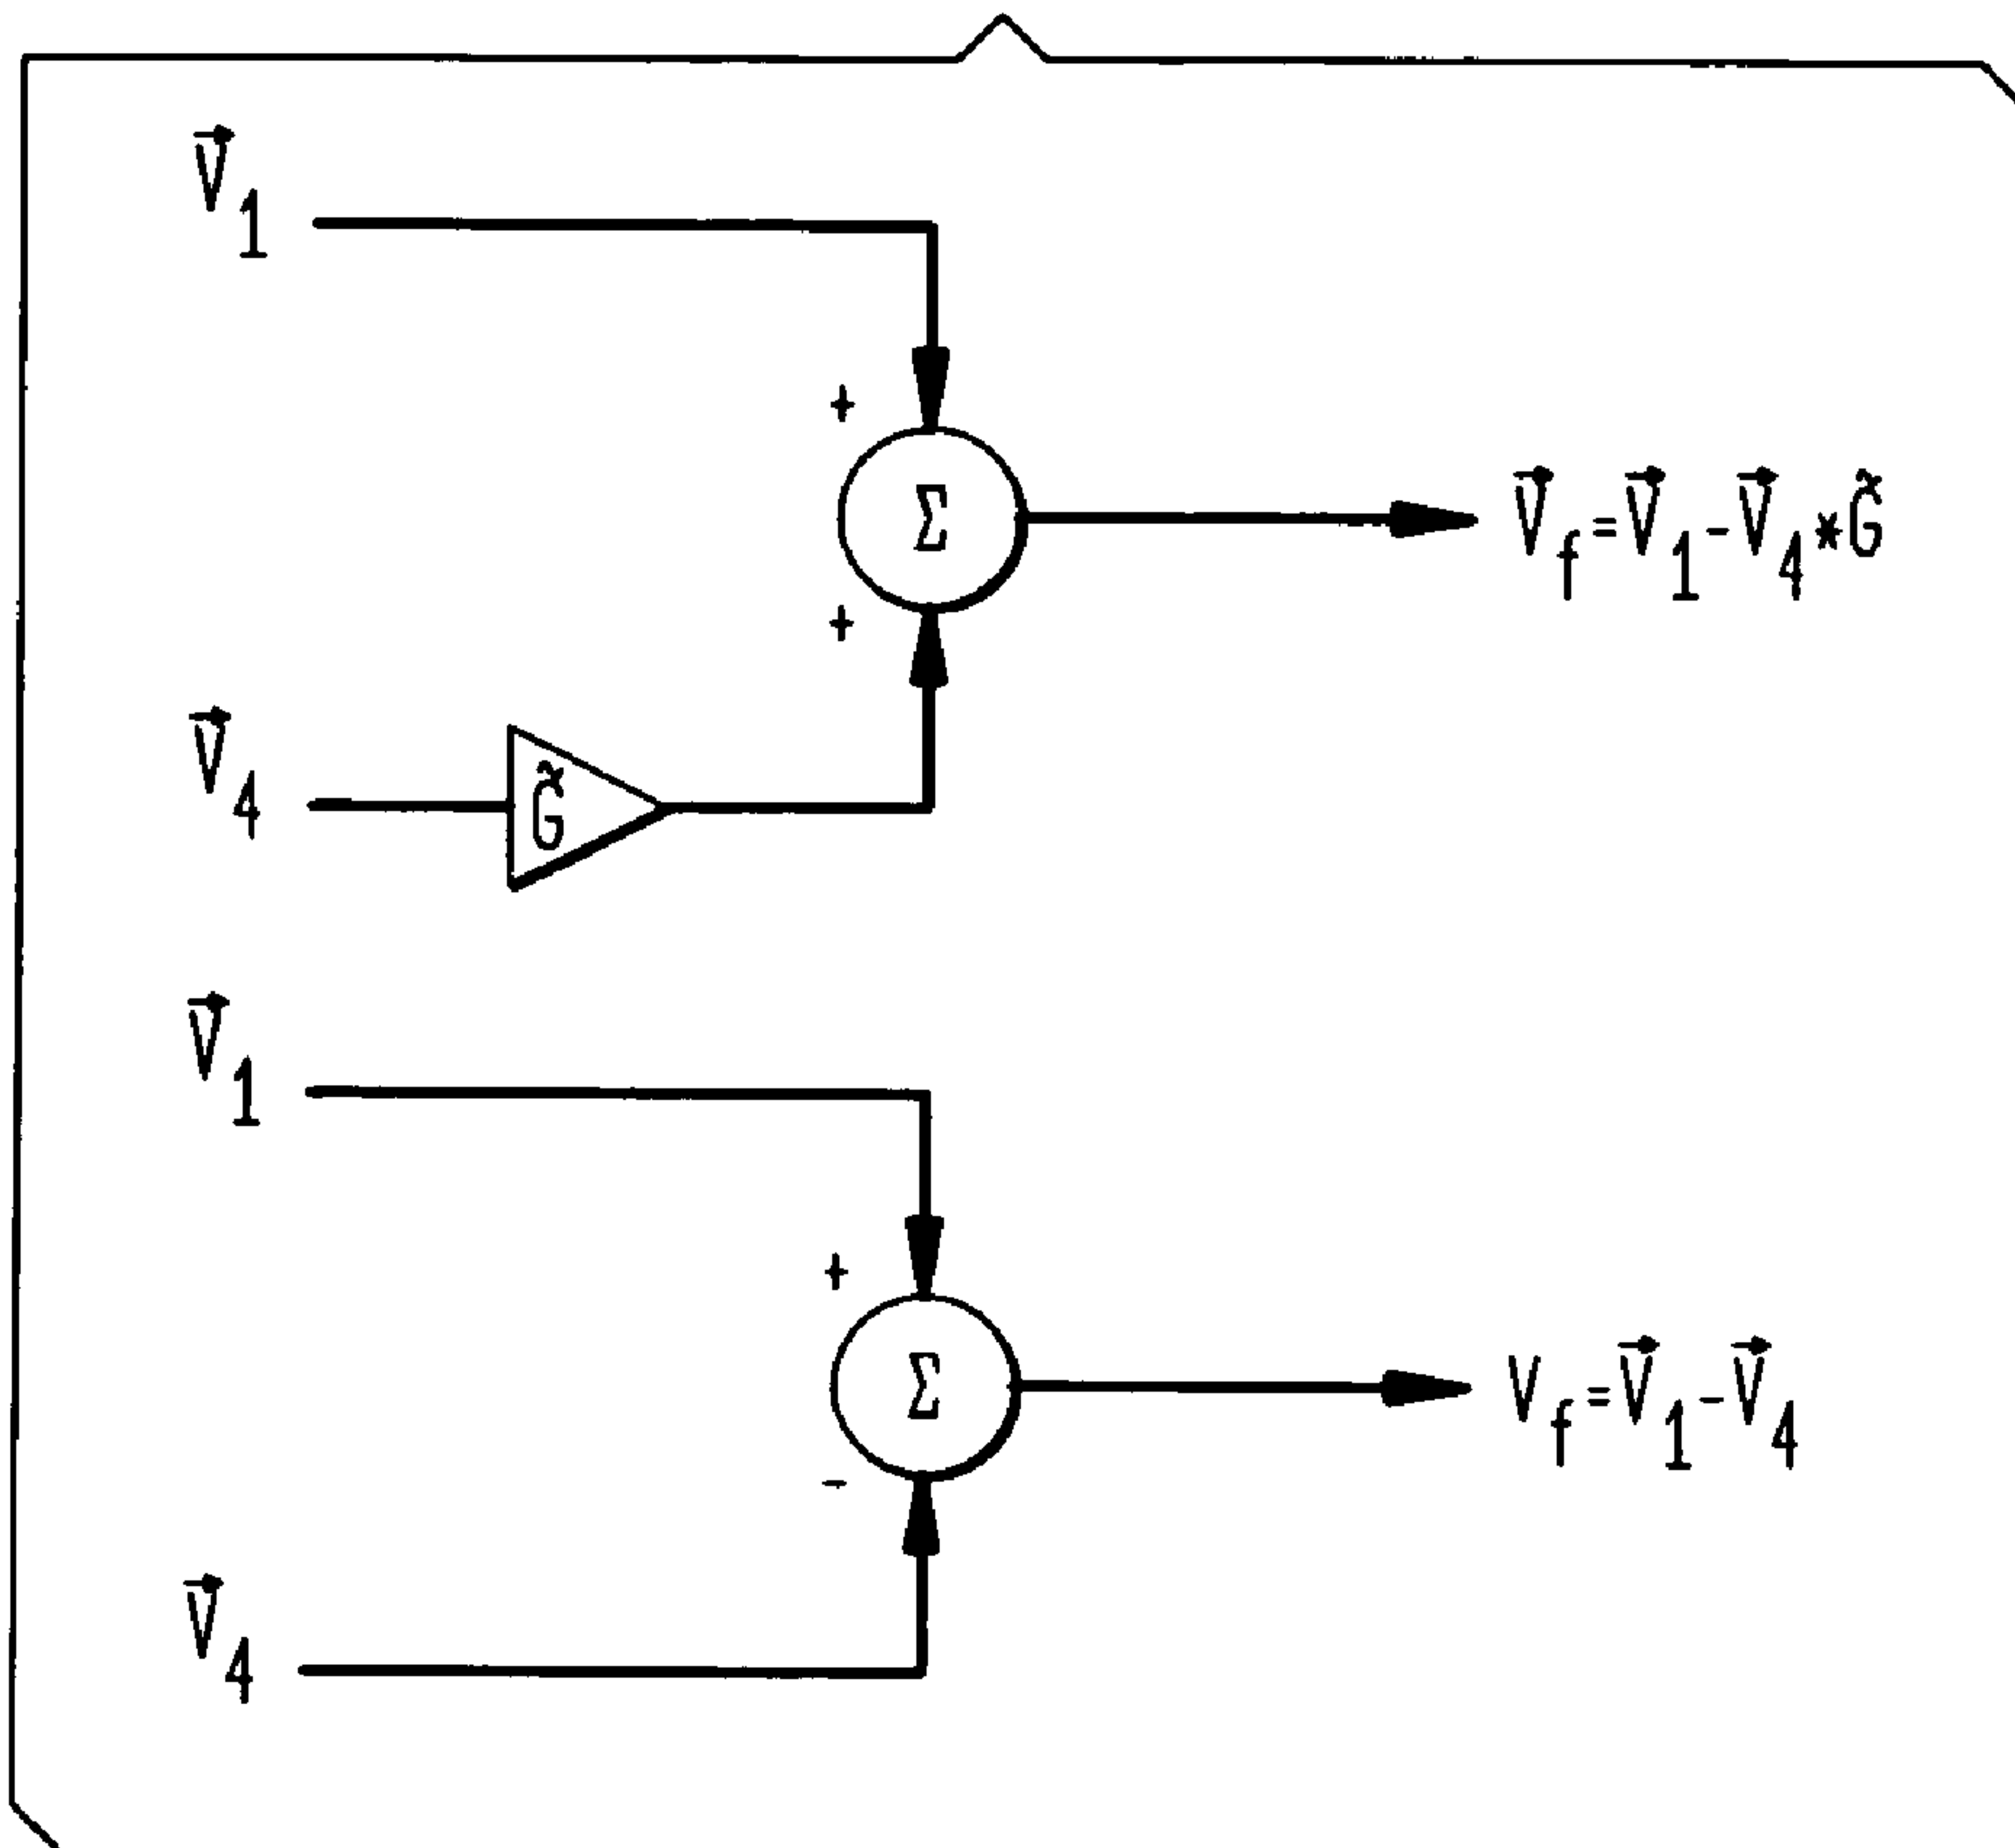 V⃗₁
+
Σ
V⃗f=V⃗₁-V⃗₄*G̃
+
V⃗₄
G̃
V⃗₁
+
Σ
Vf=V⃗₁-V⃗₄
-
V⃗₄